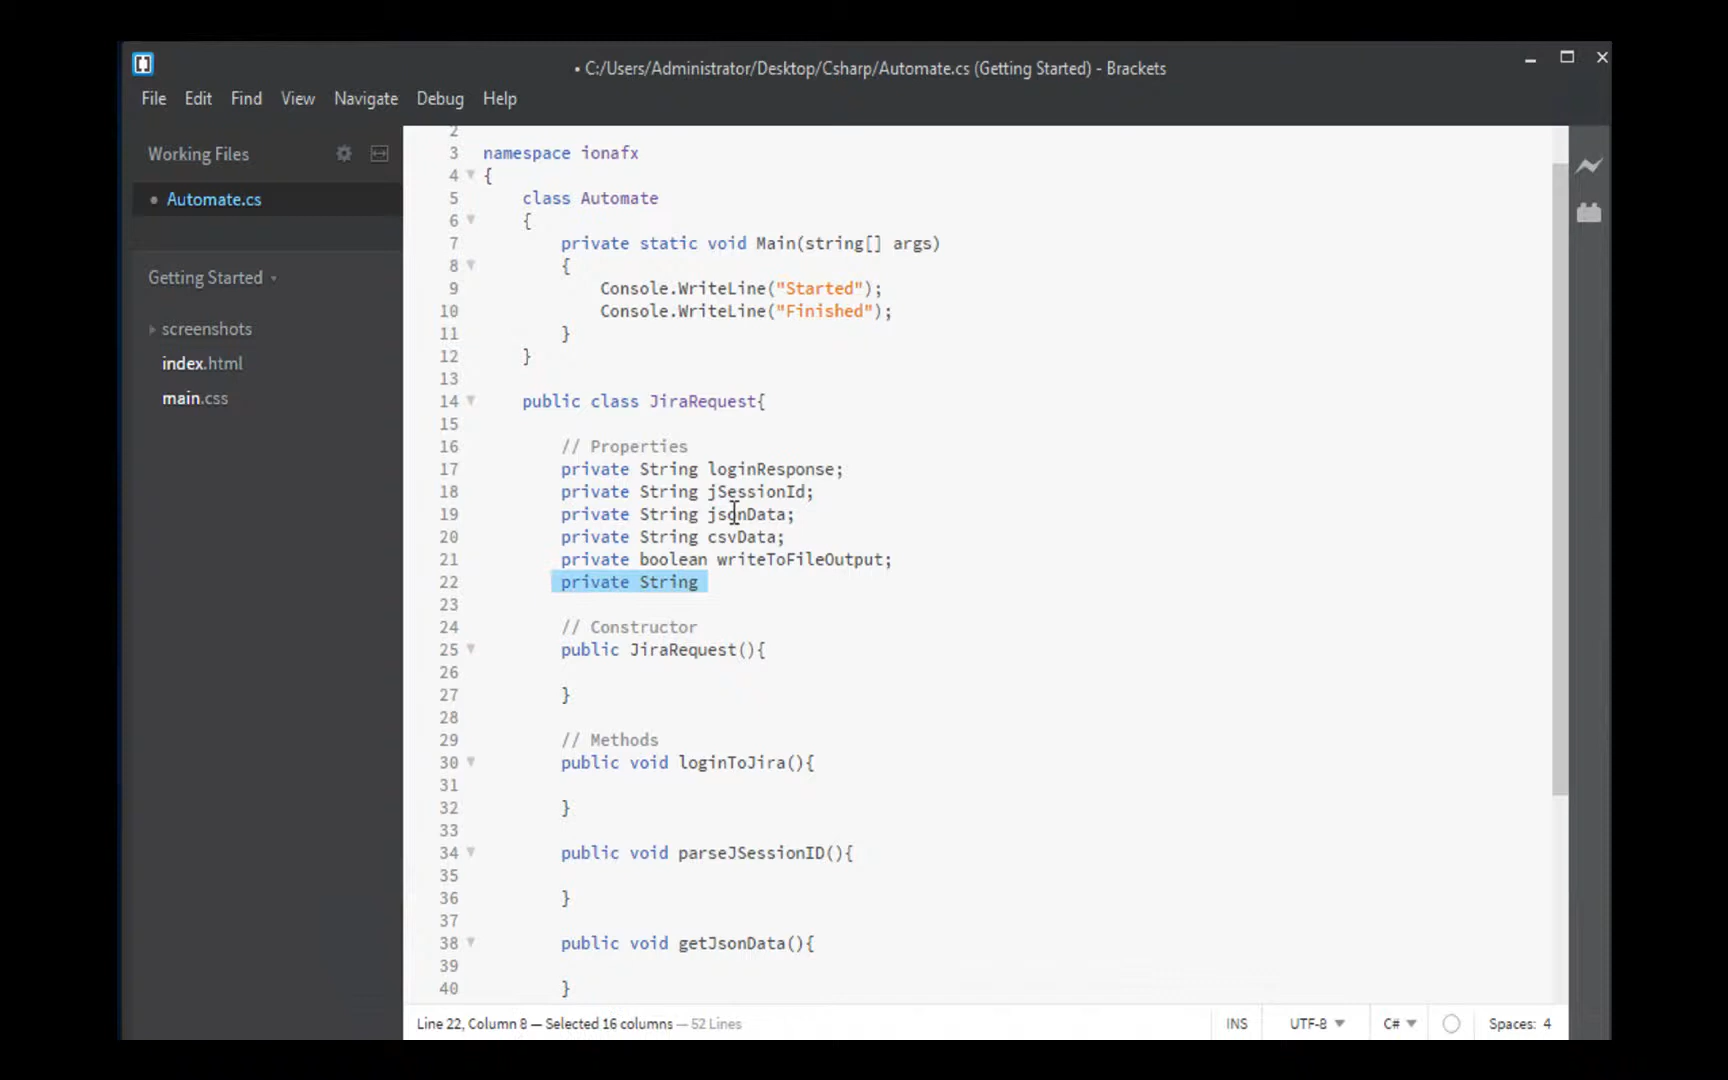 • C:/Users/Administrator/Desktop/Csharp/Automate.cs (Getting Started) - Brackets
File Edit Find View Navigate Debug Help
Working Files
• Automate.cs
Getting Started
screenshots
index.html
main.css
2
3 namespace ionafx
4 {
5 class Automate
6 {
7 private static void Main(string[] args)
8 {
9 Console.WriteLine("Started");
10 Console.WriteLine("Finished");
11 }
12 }
13
14 public class JiraRequest{
15
16 // Properties
17 private String loginResponse;
18 private String jSessionId;
19 private String jsonData;
20 private String csvData;
21 private boolean writeToFileOutput;
22 private String
23
24 // Constructor
25 public JiraRequest(){
26
27 }
28
29 // Methods
30 public void loginToJira(){
31
32 }
33
34 public void parseJSessionID(){
35
36 }
37
38 public void getJsonData(){
39
40 }
Line 22, Column 8 — Selected 16 columns — 52 Lines
INS UTF-8 C# Spaces: 4